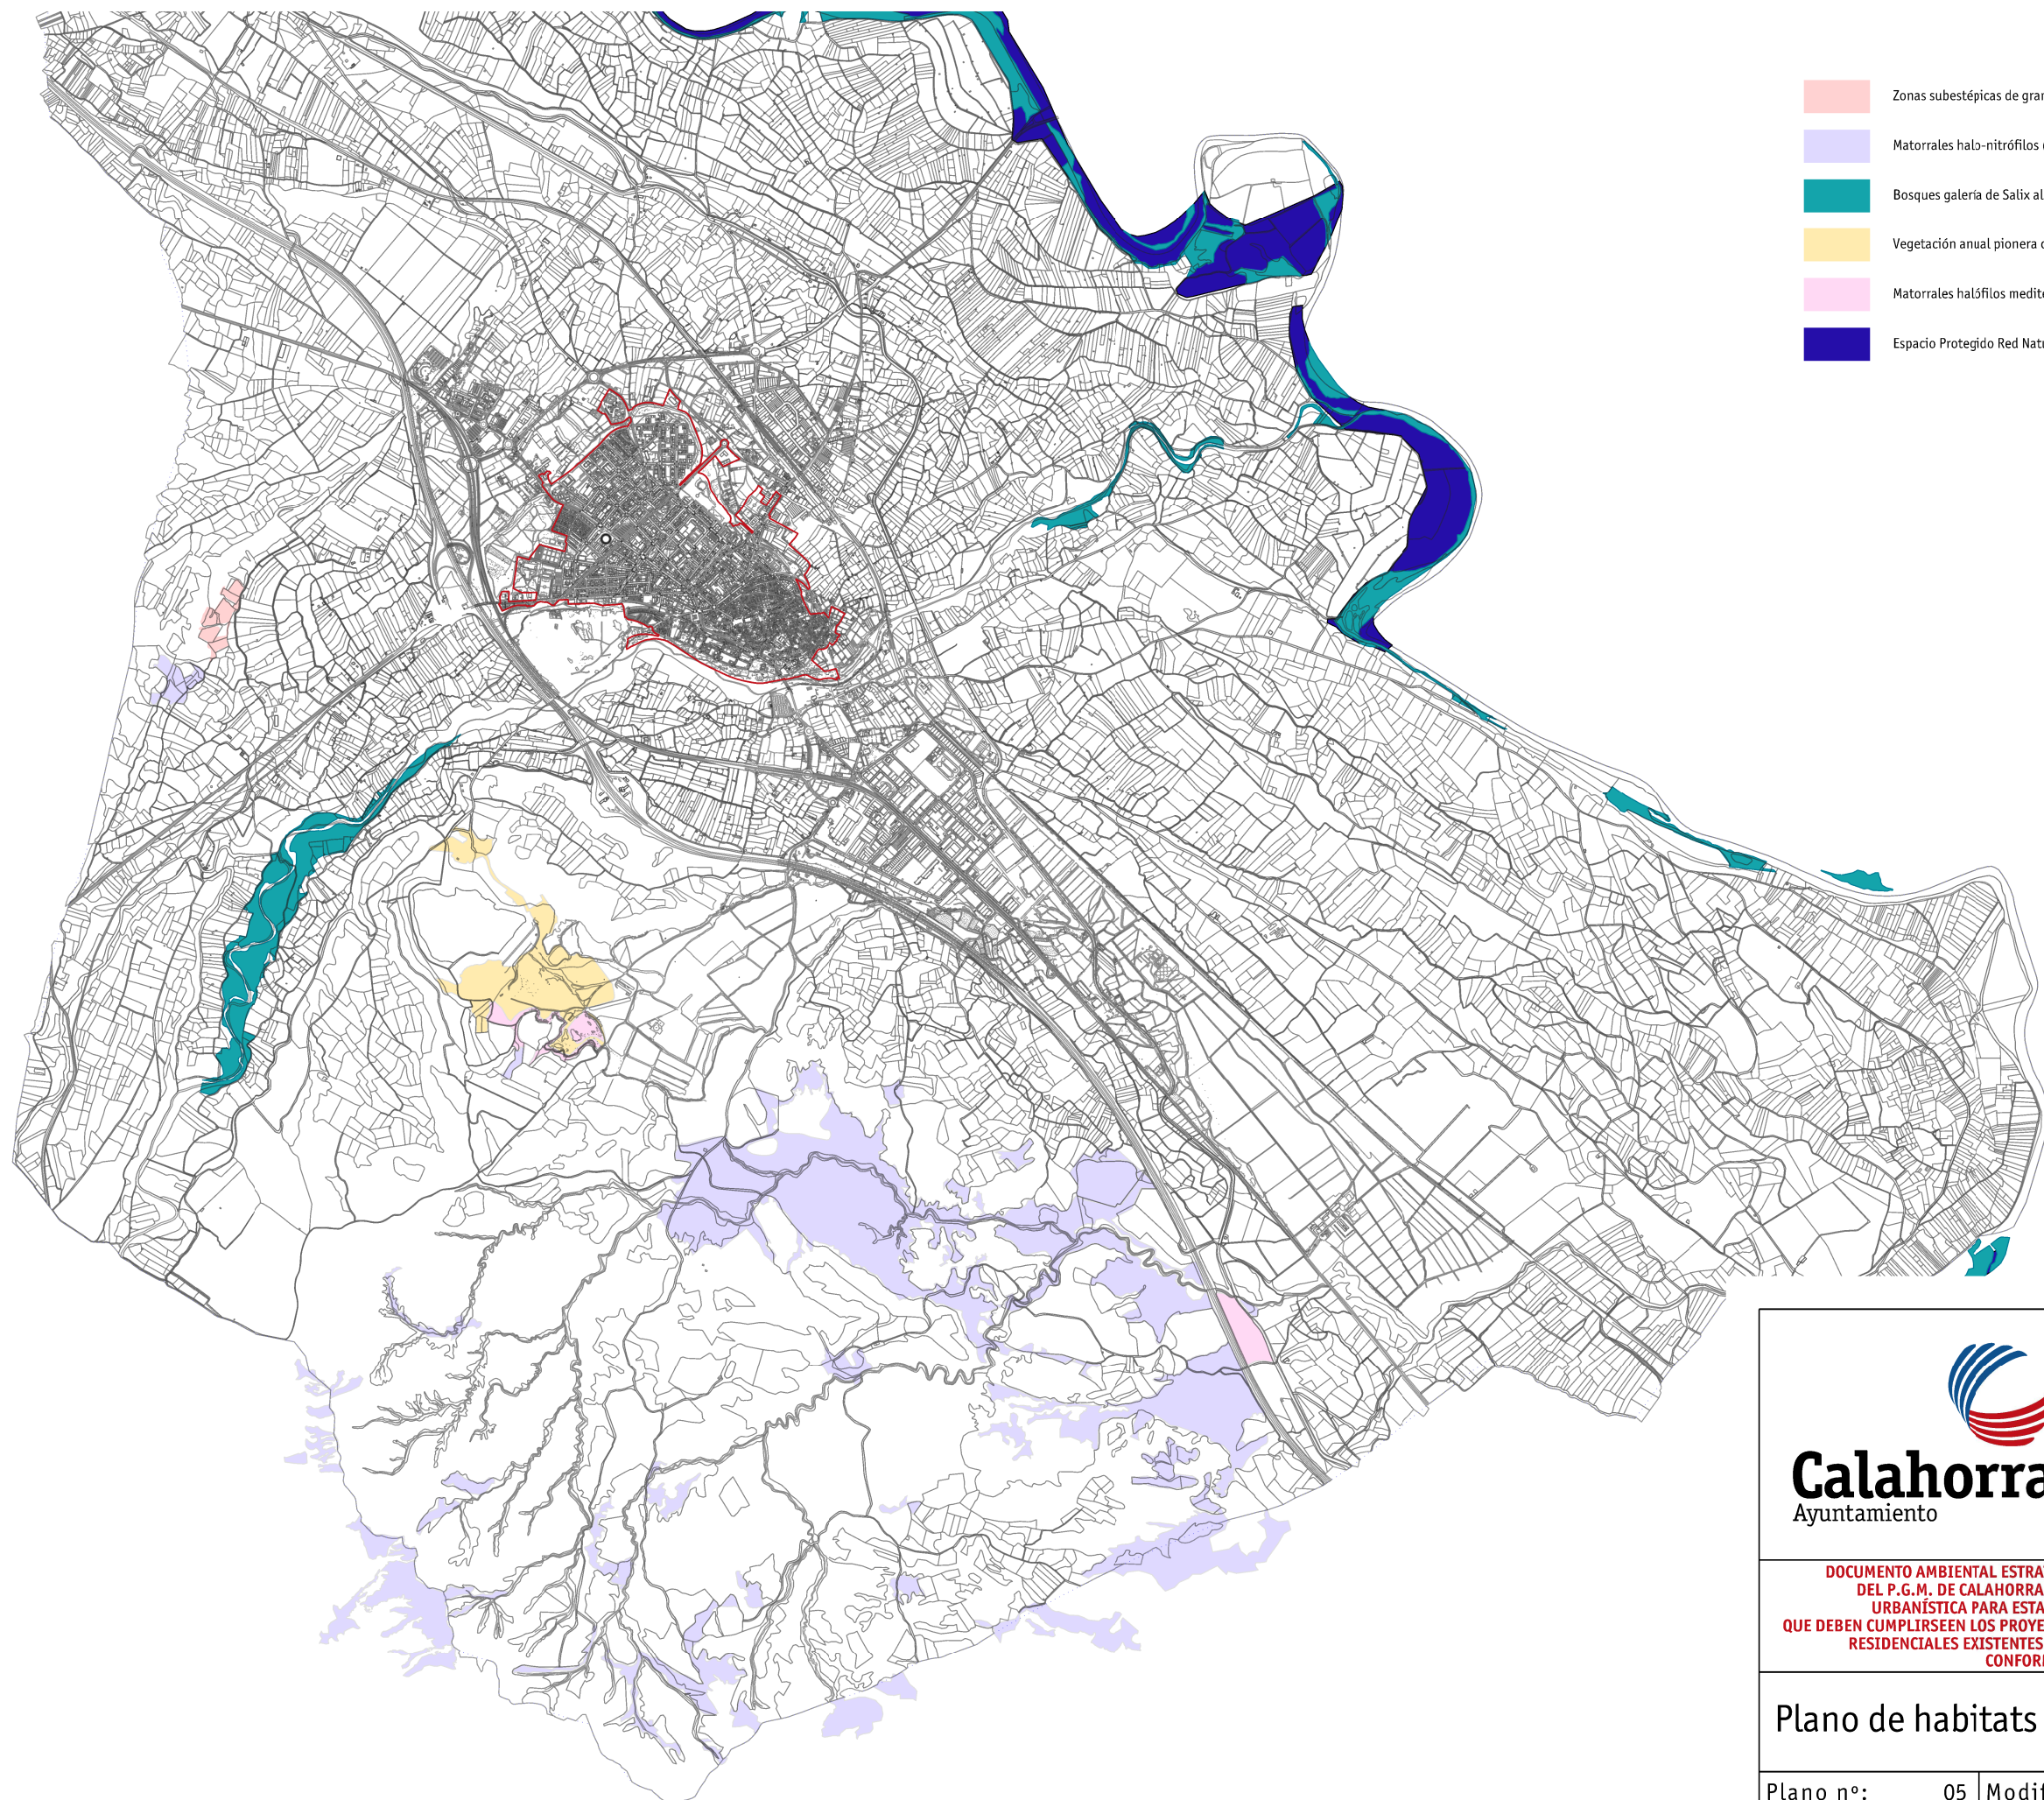 Zonas subestépicas de gra
Matorrales halo-nitrófilos
Bosques galería de Salix al
Vegetación anual pionera
Matorrales halófilos medit
Espacio Protegido Red Nat
Calahorra
Ayuntamiento
DOCUMENTO AMBIENTAL ESTRA
DEL P.G.M. DE CALAHORRA
URBANÍSTICA PARA ESTA
QUE DEBEN CUMPLIRSEEN LOS PROYE
RESIDENCIALES EXISTENTES
CONFOR
Plano de habitats
Plano nº: 05 Modif